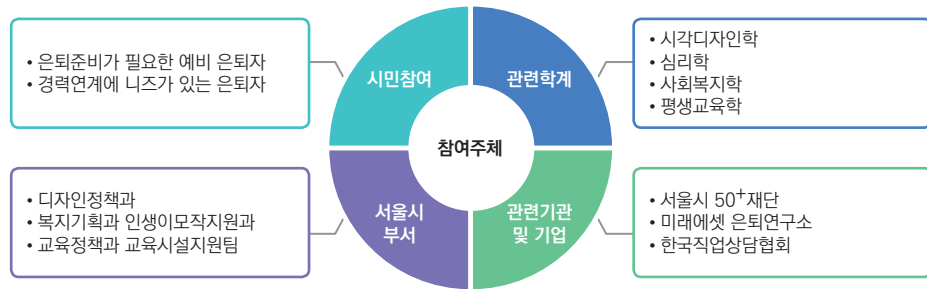 • 은퇴준비가 필요한 예비 은퇴자
• 경력연계에 니즈가 있는 은퇴자
시민참여
관련학계
• 시각디자인학
• 심리학
• 사회복지학
• 평생교육학
참여주체
• 디자인정책과
• 복지기획과 인생이모작지원과
• 교육정책과 교육시설지원팀
서울시
부서
관련기관
및 기업
• 서울시 50+재단
• 미래에셋 은퇴연구소
• 한국직업상담협회